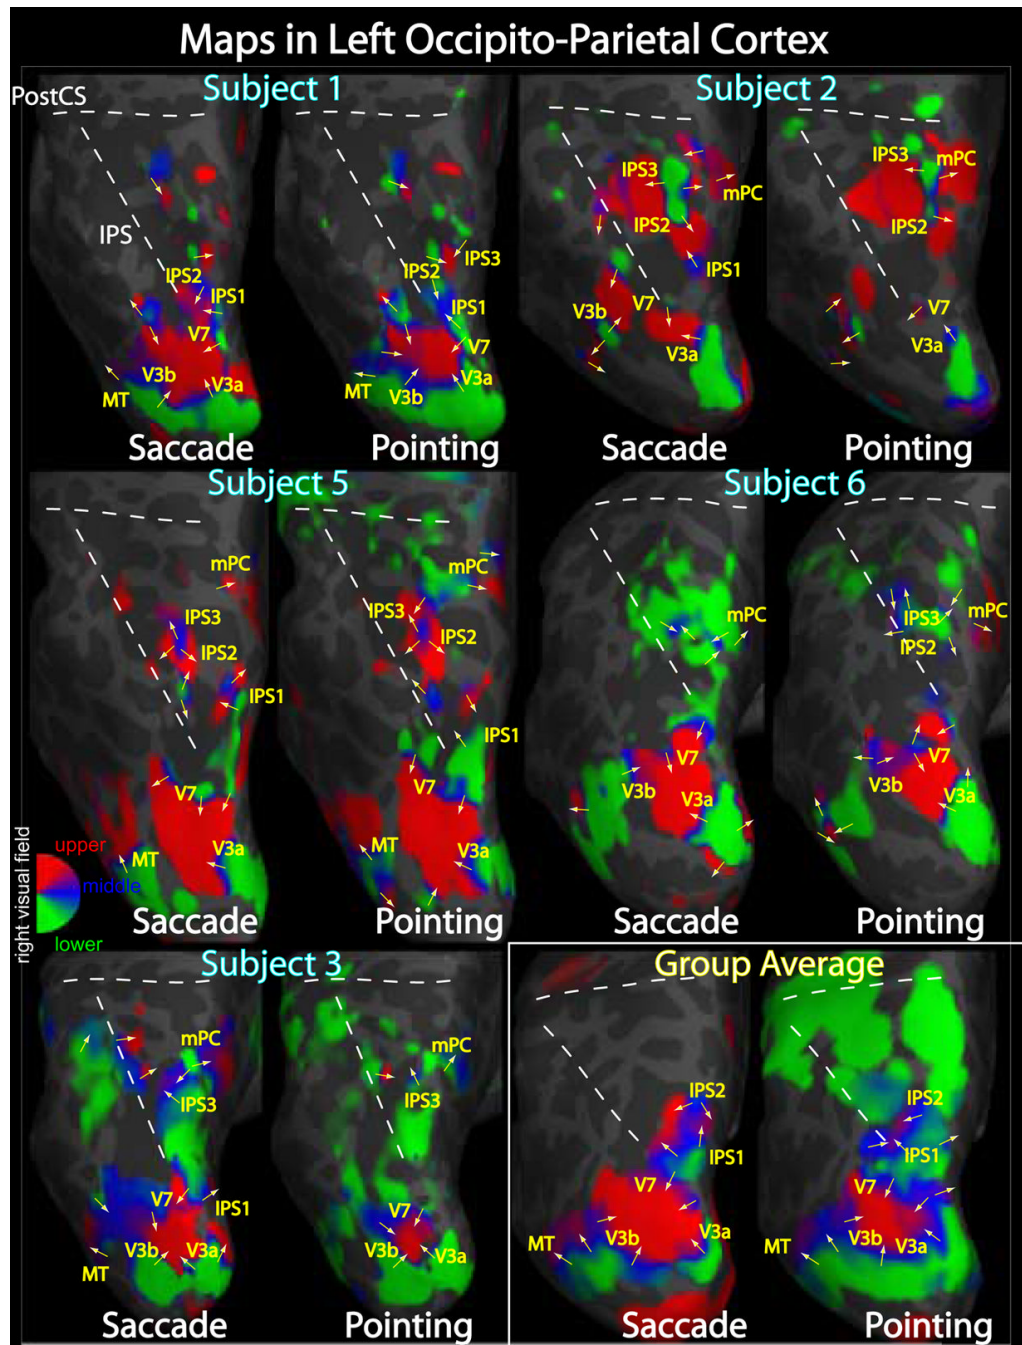 Maps in Left Occipito-Parietal Cortex
Subject 1
Subject 2
PostCS
IPS
IPS2
IPS1
V7
V3b
V3a
MT
Saccade
IPS2
IPS3
IPS1
V7
V3a
V3b
MT
Pointing
IPS3
mPC
IPS2
IPS1
V3b
V7
V3a
Saccade
IPS3
mPC
IPS2
V7
V3a
Pointing
Subject 5
Subject 6
mPC
IPS3
IPS2
IPS1
V7
V3a
MT
Saccade
mPC
IPS3
IPS2
IPS1
V7
V3a
MT
Pointing
mPC
V7
V3b
V3a
Saccade
mPC
IPS3
IPS2
V7
V3b
V3a
Pointing
right visual field
upper
middle
lower
Subject 3
Group Average
mPC
IPS3
V7
IPS1
V3b
V3a
MT
Saccade
mPC
IPS3
V7
V3b
V3a
Pointing
IPS2
IPS1
V7
V3b
V3a
MT
Saccade
IPS2
IPS1
V7
V3b
V3a
MT
Pointing